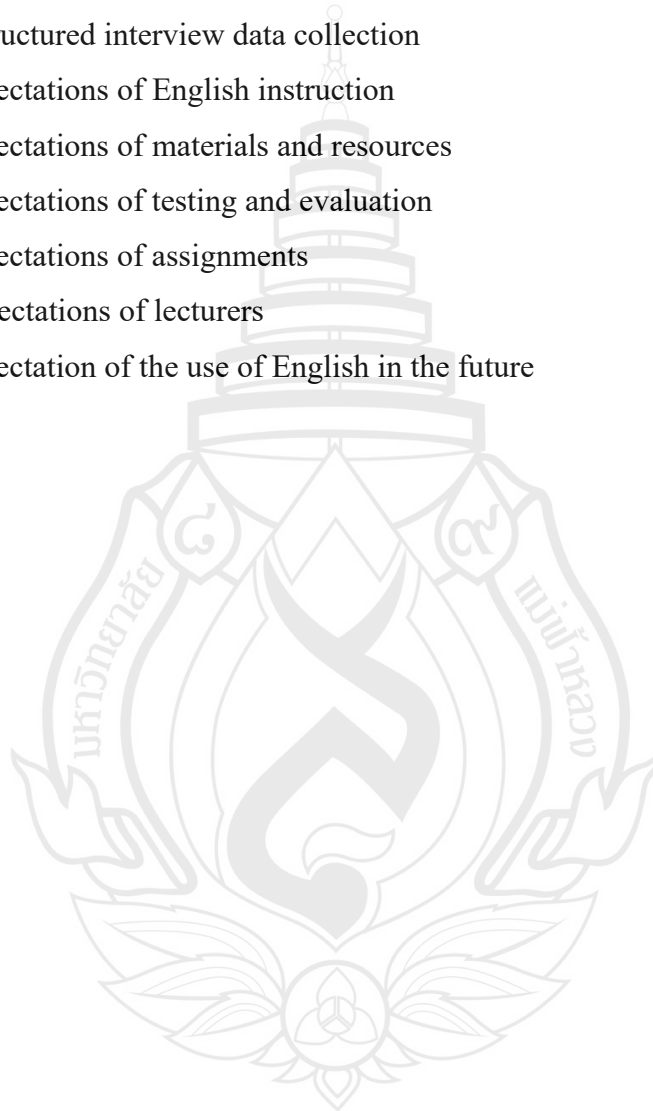 uctured interview data collection
ectations of English instruction
ectations of materials and resources
ectations of testing and evaluation
ectations of assignments
ectations of lecturers
ectation of the use of English in the future
๘
๙
มหาวิทยาลัย
แม่ฟ้าหลวง